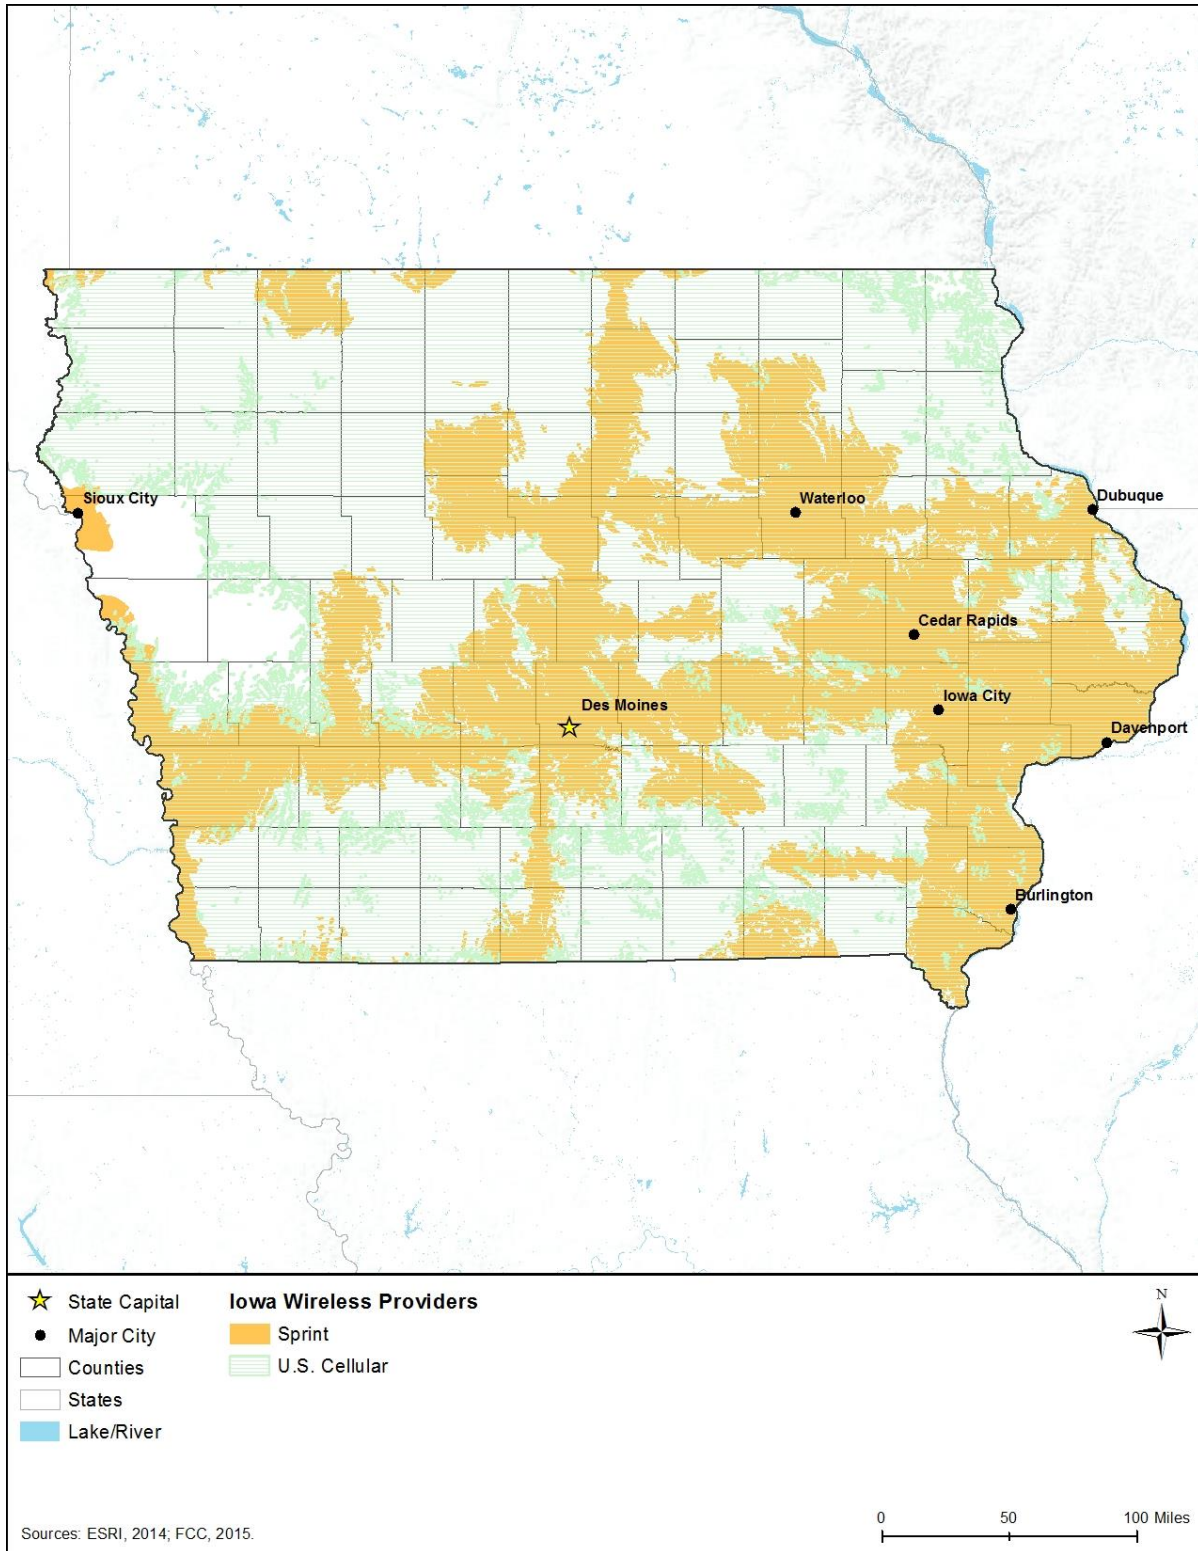 Sioux City
Waterloo
Dubuque
Cedar Rapids
Iowa City
Des Moines
Davenport
Burlington
State Capital
Major City
Counties
States
Lake/River
Iowa Wireless Providers
Sprint
U.S. Cellular
N
Sources: ESRI, 2014; FCC, 2015.
0 50 100 Miles